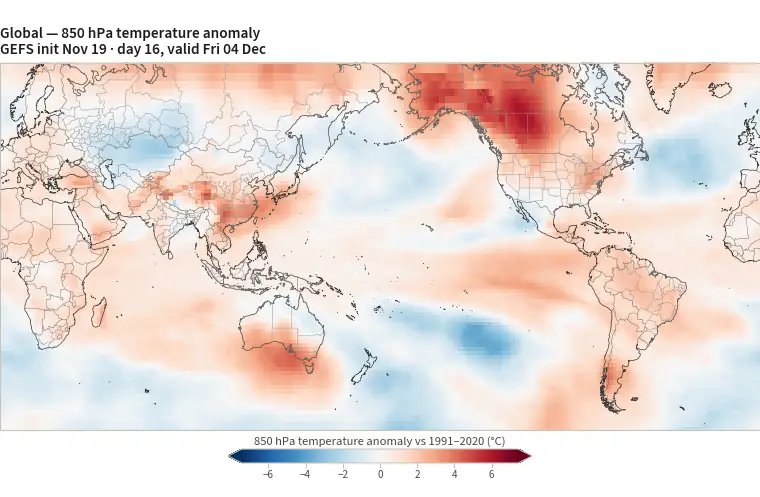 Global — 850 hPa temperature anomaly
GEFS init Nov 19 · day 16, valid Fri 04 Dec
850 hPa temperature anomaly vs 1991–2020 (°C)
−6 −4 −2 0 2 4 6